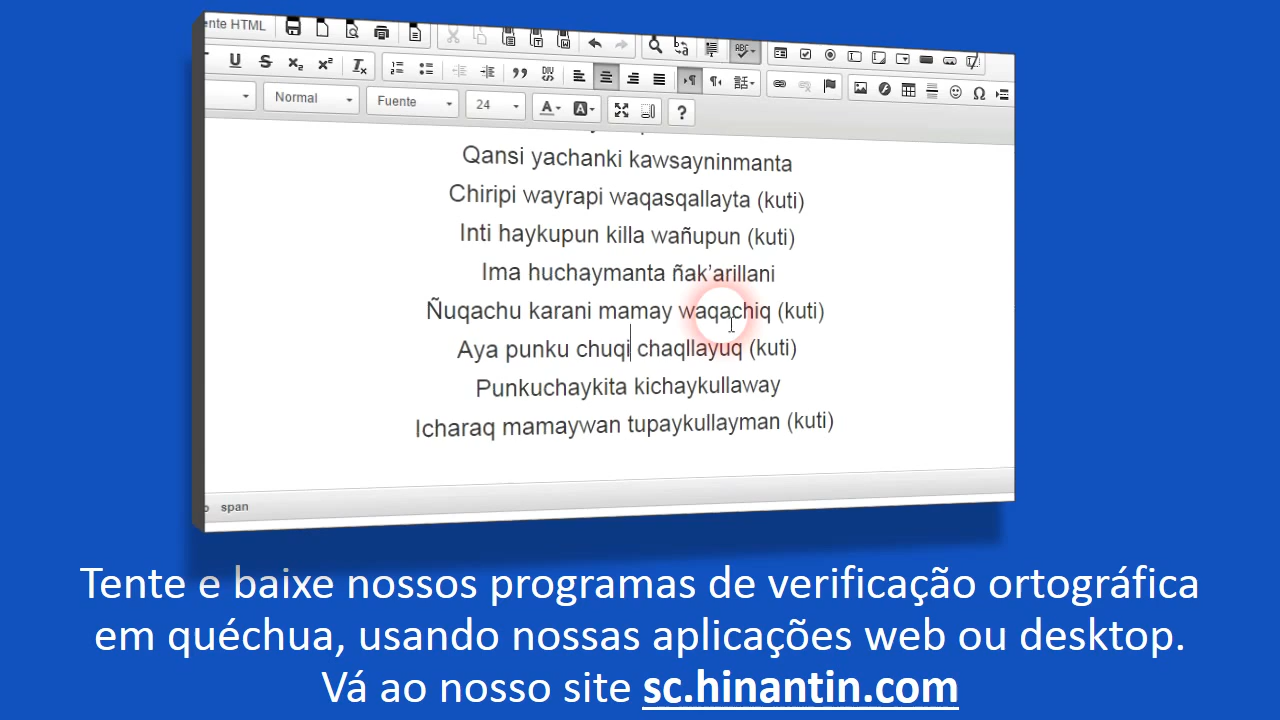 ente HTML
Normal Fuente 24
Qansi yachanki kawsayninmanta
Chiripi wayrapi waqasqallayta (kuti)
Inti haykupun killa wañupun (kuti)
Ima huchaymanta ñak'arillani
Ñuqachu karani mamay waqachiq (kuti)
Aya punku chuqi chaqllayuq (kuti)
Punkuchaykita kichaykullaway
Icharaq mamaywan tupaykullayman (kuti)
span
Tente e baixe nossos programas de verificação ortográfica
em quéchua, usando nossas aplicações web ou desktop.
Vá ao nosso site sc.hinantin.com